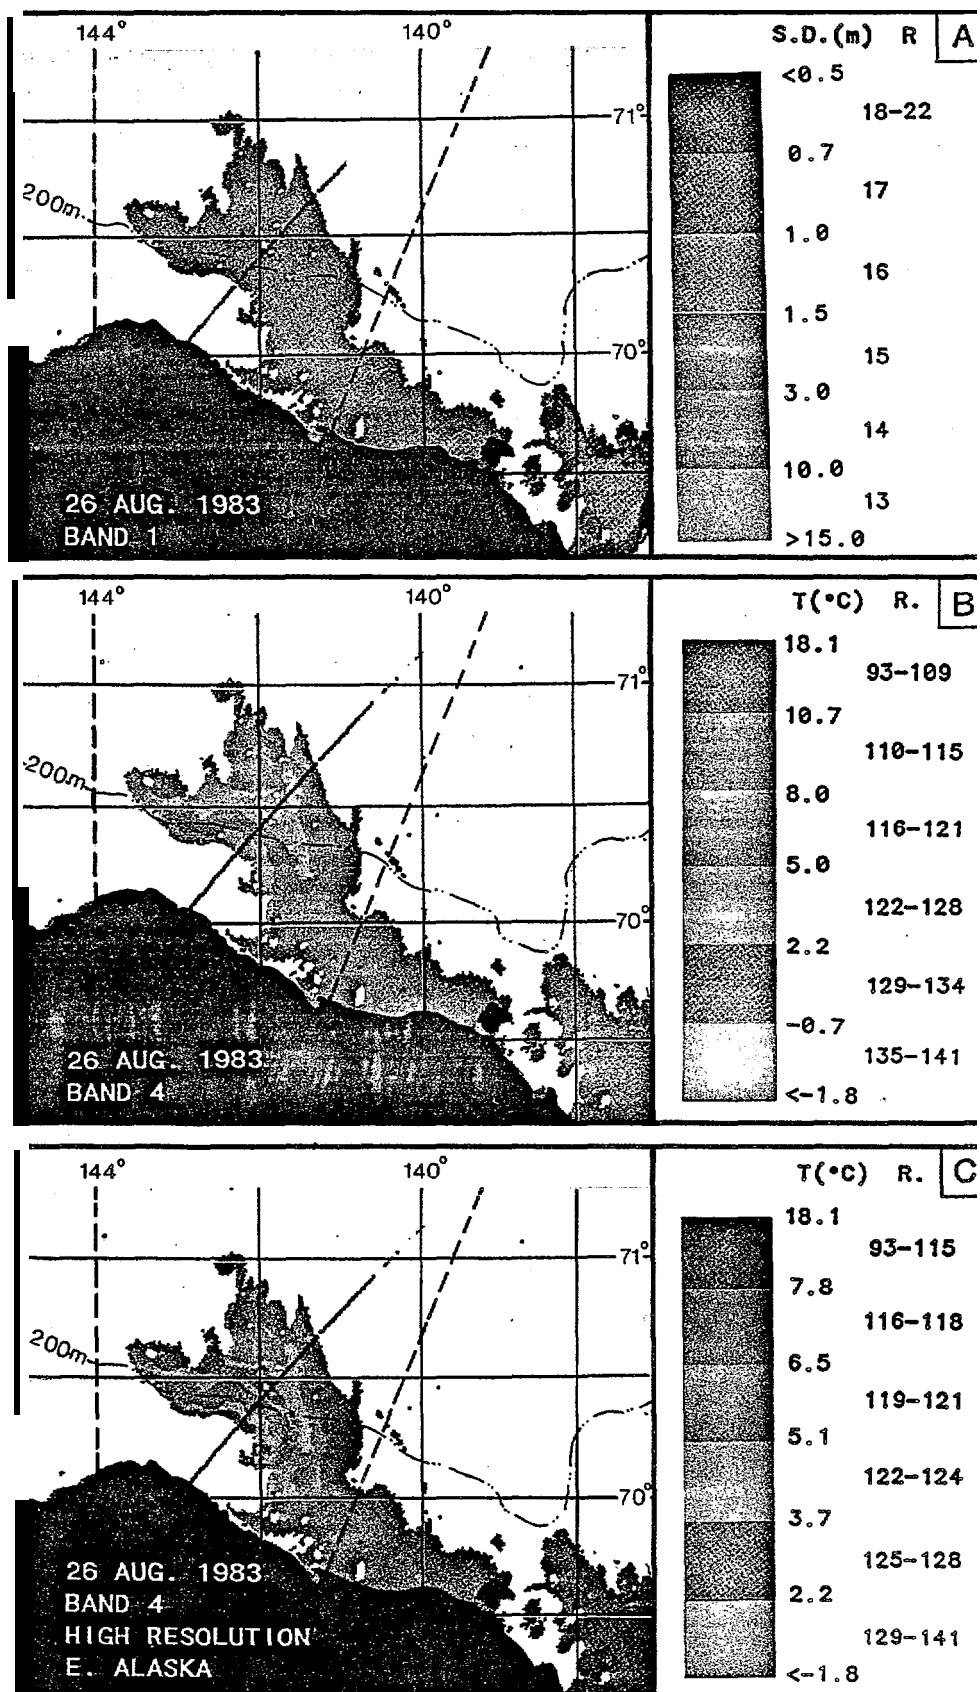 144° 140° S.D.(m) R A
<0.5
18-22
71°
0.7
17
200m
1.0
16
1.5
70° 15
3.0
14
10.0
26 AUG. 1983 13
BAND 1 >15.0
144° 140° T(°C) R. B
18.1
93-109
71°
10.7
110-115
200m 8.0
116-121
5.0
70° 122-128
2.2
129-134
-0.7
26 AUG. 1983 135-141
BAND 4 <-1.8
144° 140° T(°C) R. C
18.1
71° 93-115
7.8
116-118
200m 6.5
119-121
5.1
122-124
70° 3.7
125-128
26 AUG. 1983
BAND 4 2.2
HIGH RESOLUTION 129-141
E. ALASKA <-1.8